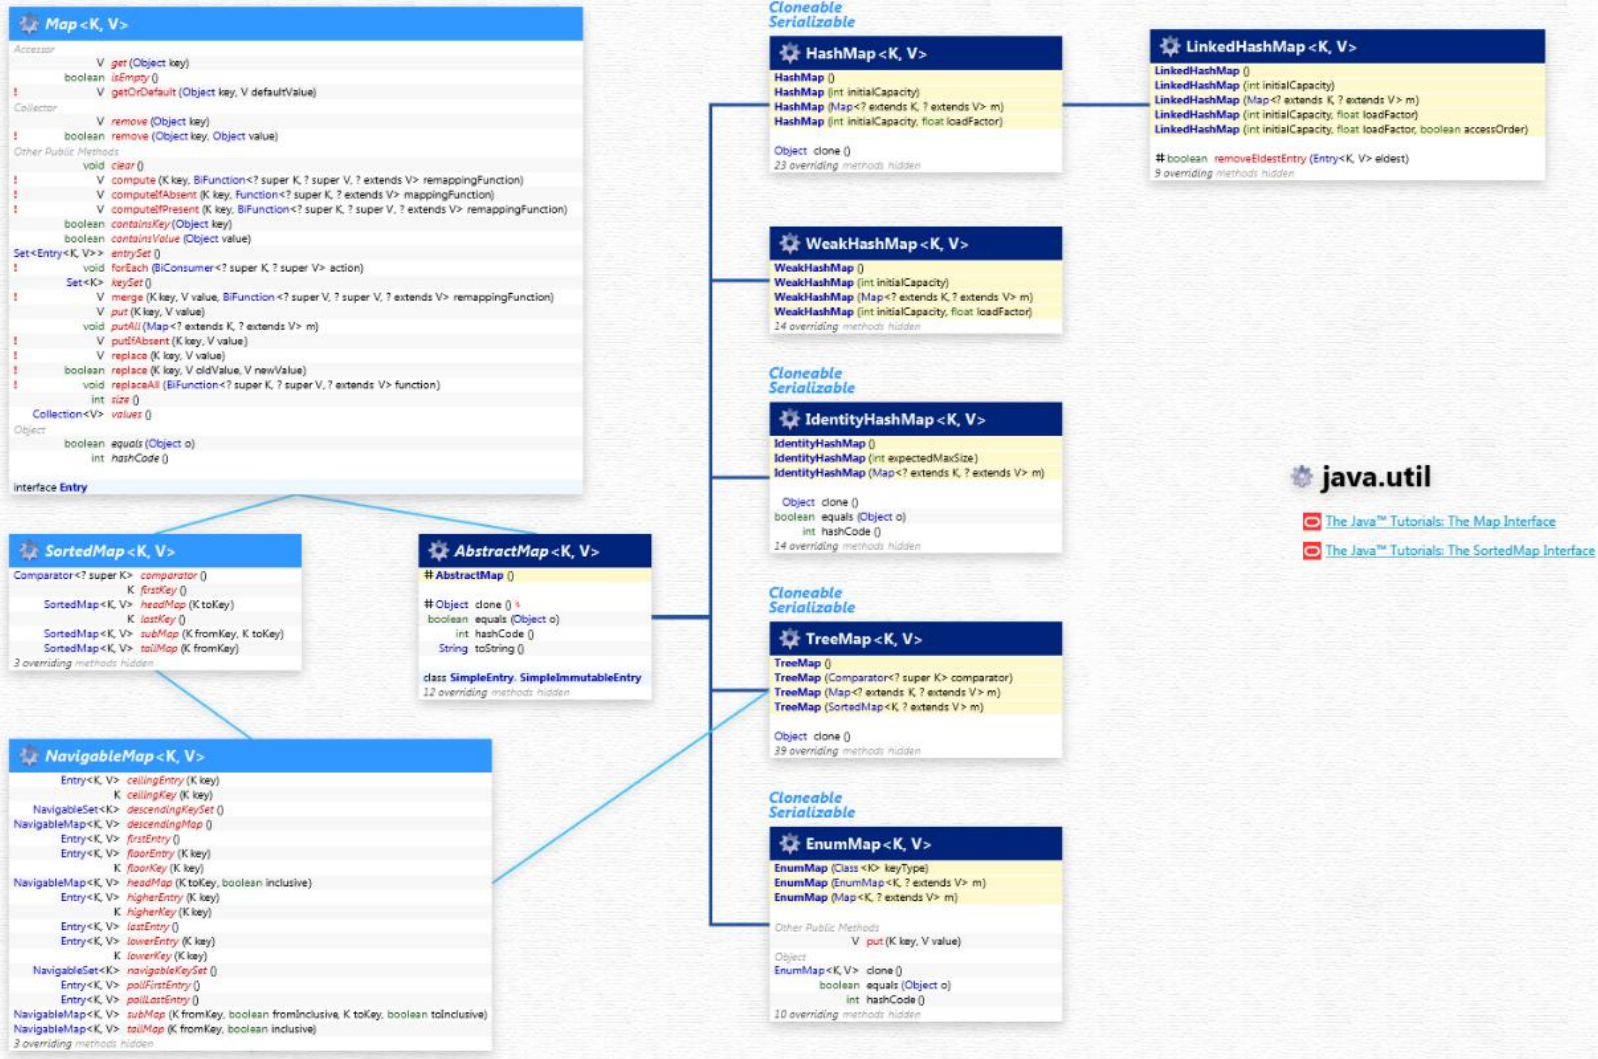 Map<K, V>
Accessor
V get (Object key)
boolean isEmpty ()
! V getOrDefault (Object key, V defaultValue)
Collector
V remove (Object key)
! boolean remove (Object key, Object value)
Other Public Methods
void clear ()
! V compute (K key, BiFunction<? super K, ? super V, ? extends V> remappingFunction)
! V computeIfAbsent (K key, Function<? super K, ? extends V> mappingFunction)
! V computeIfPresent (K key, BiFunction<? super K, ? super V, ? extends V> remappingFunction)
boolean containsKey (Object key)
boolean containsValue (Object value)
Set<Entry<K, V>> entrySet ()
! void forEach (BiConsumer<? super K, ? super V> action)
Set<K> keySet ()
! V merge (K key, V value, BiFunction<? super V, ? super V, ? extends V> remappingFunction)
V put (K key, V value)
void putAll (Map<? extends K, ? extends V> m)
! V putIfAbsent (K key, V value)
! V replace (K key, V value)
! boolean replace (K key, V oldValue, V newValue)
! void replaceAll (BiFunction<? super K, ? super V, ? extends V> function)
int size ()
Collection<V> values ()
Object
boolean equals (Object o)
int hashCode ()
interface Entry
SortedMap<K, V>
Comparator<? super K> comparator ()
K firstKey ()
SortedMap<K, V> headMap (K toKey)
K lastKey ()
SortedMap<K, V> subMap (K fromKey, K toKey)
SortedMap<K, V> tailMap (K fromKey)
3 overriding methods hidden
AbstractMap<K, V>
# AbstractMap ()
# Object clone ()
boolean equals (Object o)
int hashCode ()
String toString ()
class SimpleEntry, SimpleImmutableEntry
12 overriding methods hidden
NavigableMap<K, V>
Entry<K, V> ceilingEntry (K key)
K ceilingKey (K key)
NavigableSet<K> descendingKeySet ()
NavigableMap<K, V> descendingMap ()
Entry<K, V> firstEntry ()
Entry<K, V> floorEntry (K key)
K floorKey (K key)
NavigableMap<K, V> headMap (K toKey, boolean inclusive)
Entry<K, V> higherEntry (K key)
K higherKey (K key)
Entry<K, V> lastEntry ()
Entry<K, V> lowerEntry (K key)
K lowerKey (K key)
NavigableSet<K> navigableKeySet ()
Entry<K, V> pollFirstEntry ()
Entry<K, V> pollLastEntry ()
NavigableMap<K, V> subMap (K fromKey, boolean fromInclusive, K toKey, boolean toInclusive)
NavigableMap<K, V> tailMap (K fromKey, boolean inclusive)
3 overriding methods hidden
Cloneable
Serializable
HashMap<K, V>
HashMap ()
HashMap (int initialCapacity)
HashMap (Map<? extends K, ? extends V> m)
HashMap (int initialCapacity, float loadFactor)
Object clone ()
23 overriding methods hidden
LinkedHashMap<K, V>
LinkedHashMap ()
LinkedHashMap (int initialCapacity)
LinkedHashMap (Map<? extends K, ? extends V> m)
LinkedHashMap (int initialCapacity, float loadFactor)
LinkedHashMap (int initialCapacity, float loadFactor, boolean accessOrder)
# boolean removeEldestEntry (Entry<K, V> eldest)
9 overriding methods hidden
WeakHashMap<K, V>
WeakHashMap ()
WeakHashMap (int initialCapacity)
WeakHashMap (Map<? extends K, ? extends V> m)
WeakHashMap (int initialCapacity, float loadFactor)
14 overriding methods hidden
Cloneable
Serializable
IdentityHashMap<K, V>
IdentityHashMap ()
IdentityHashMap (int expectedMaxSize)
IdentityHashMap (Map<? extends K, ? extends V> m)
Object clone ()
boolean equals (Object o)
int hashCode ()
14 overriding methods hidden
Cloneable
Serializable
TreeMap<K, V>
TreeMap ()
TreeMap (Comparator<? super K> comparator)
TreeMap (Map<? extends K, ? extends V> m)
TreeMap (SortedMap<K, ? extends V> m)
Object clone ()
39 overriding methods hidden
Cloneable
Serializable
EnumMap<K, V>
EnumMap (Class<K> keyType)
EnumMap (EnumMap<K, ? extends V> m)
EnumMap (Map<K, ? extends V> m)
Other Public Methods
V put (K key, V value)
Object
EnumMap<K, V> clone ()
boolean equals (Object o)
int hashCode ()
10 overriding methods hidden
java.util
The Java™ Tutorials: The Map Interface
The Java™ Tutorials: The SortedMap Interface